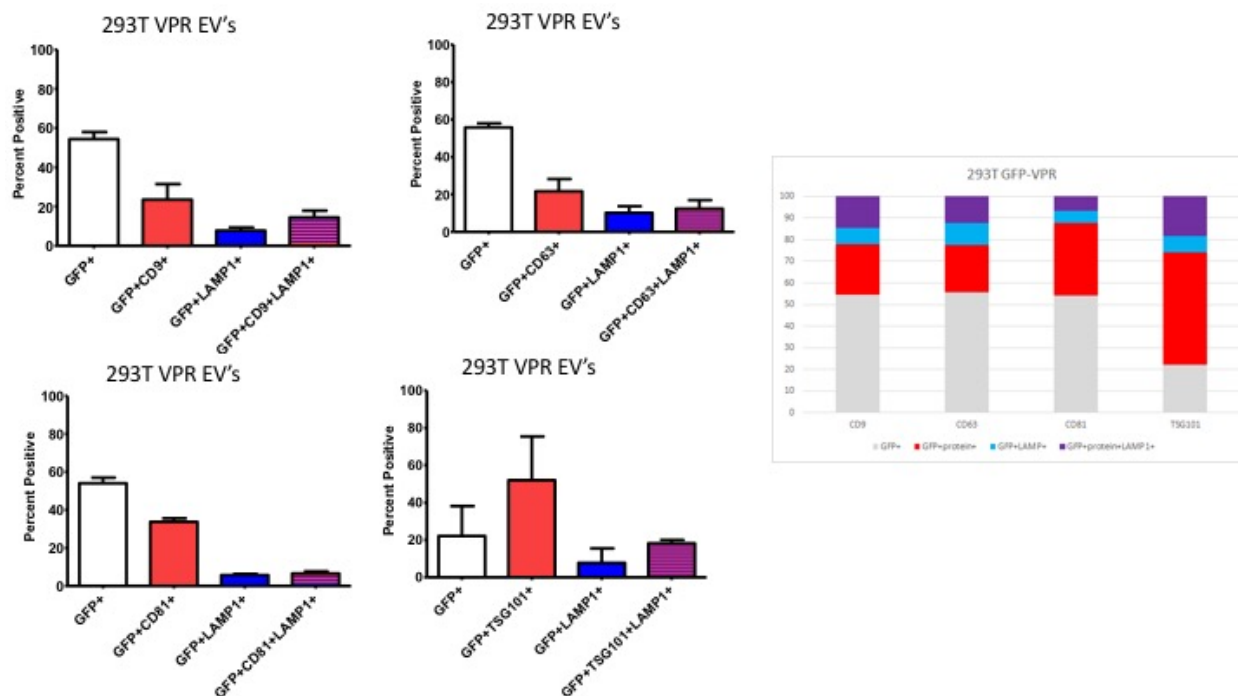 293T VPR EV's
Percent Positive
100
80
60
40
20
0
GFP+
GFP+CD9+
GFP+LAMP1+
GFP+CD9+LAMP1+
293T VPR EV's
Percent Positive
100
80
60
40
20
0
GFP+
GFP+CD63+
GFP+LAMP1+
GFP+CD63+LAMP1+
293T VPR EV's
Percent Positive
100
80
60
40
20
0
GFP+
GFP+CD81+
GFP+LAMP1+
GFP+CD81+LAMP1+
293T VPR EV's
Percent Positive
100
80
60
40
20
0
GFP+
GFP+TSG101+
GFP+LAMP1+
GFP+TSG101+LAMP1+
293T GFP-VPR
100
90
80
70
60
50
40
30
20
10
0
CD9 CD63 CD81 TSG101
GFP+ GFP+protein+ GFP+LAMP+ GFP+protein+LAMP1+